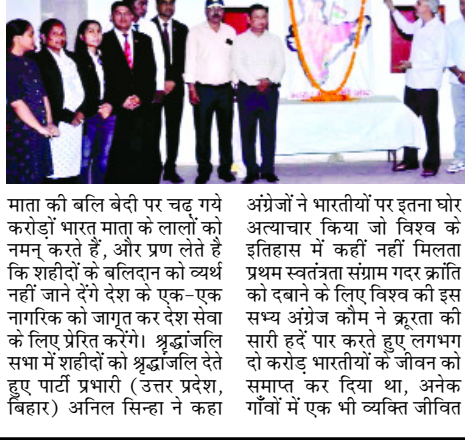 माता की बलि बेदी पर चढ़ गये
करोड़ों भारत माता के लालों को
नमन् करते हैं, और प्रण लेते है
कि शहीदों के बलिदान को व्यर्थ
नहीं जाने देंगे देश के एक-एक
नागरिक को जागृत कर देश सेवा
के लिए प्रेरित करेंगे। श्रृद्धांजलि
सभा में शहीदों को श्रृद्धांजलि देते
हुए पार्टी प्रभारी (उत्तर प्रदेश,
बिहार) अनिल सिन्हा ने कहा
अंग्रेजों ने भारतीयों पर इतना घोर
अत्याचार किया जो विश्व के
इतिहास में कहीं नहीं मिलता
प्रथम स्वतंत्रता संग्राम गदर क्रांति
को दबाने के लिए विश्व की इस
सभ्य अंग्रेज कौम ने क्रूरता की
सारी हदें पार करते हुए लगभग
दो करोड़ भारतीयों के जीवन को
समाप्त कर दिया था, अनेक
गाँवों में एक भी व्यक्ति जीवित